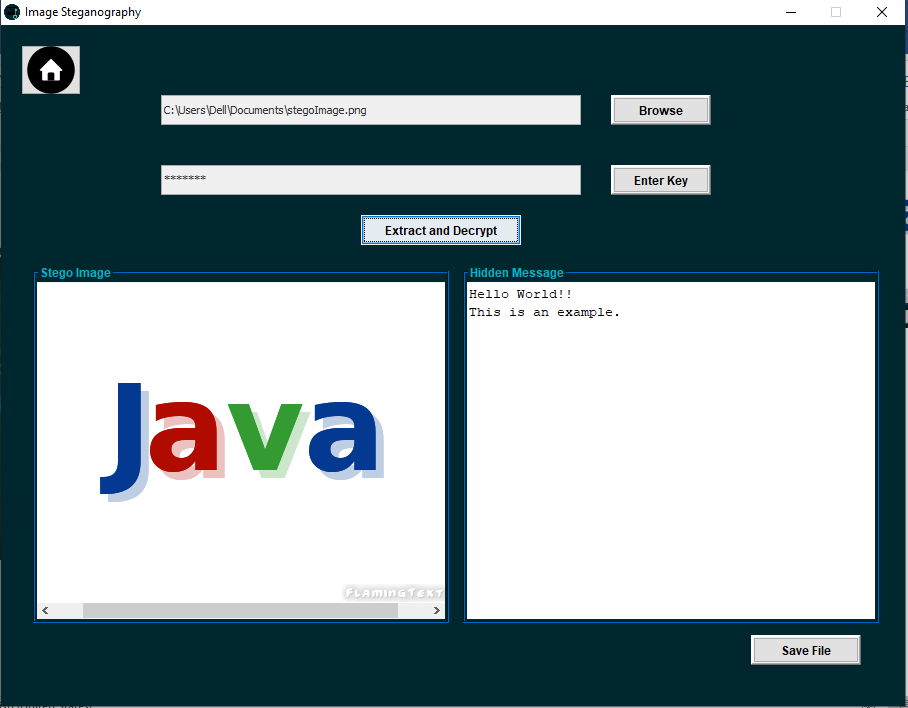 Image Steganography
C:\Users\Dell\Documents\stegoImage.png
Browse
*******
Enter Key
Extract and Decrypt
Stego Image
Hidden Message
Java
FlamingText
Hello World!!
This is an example.
Save File